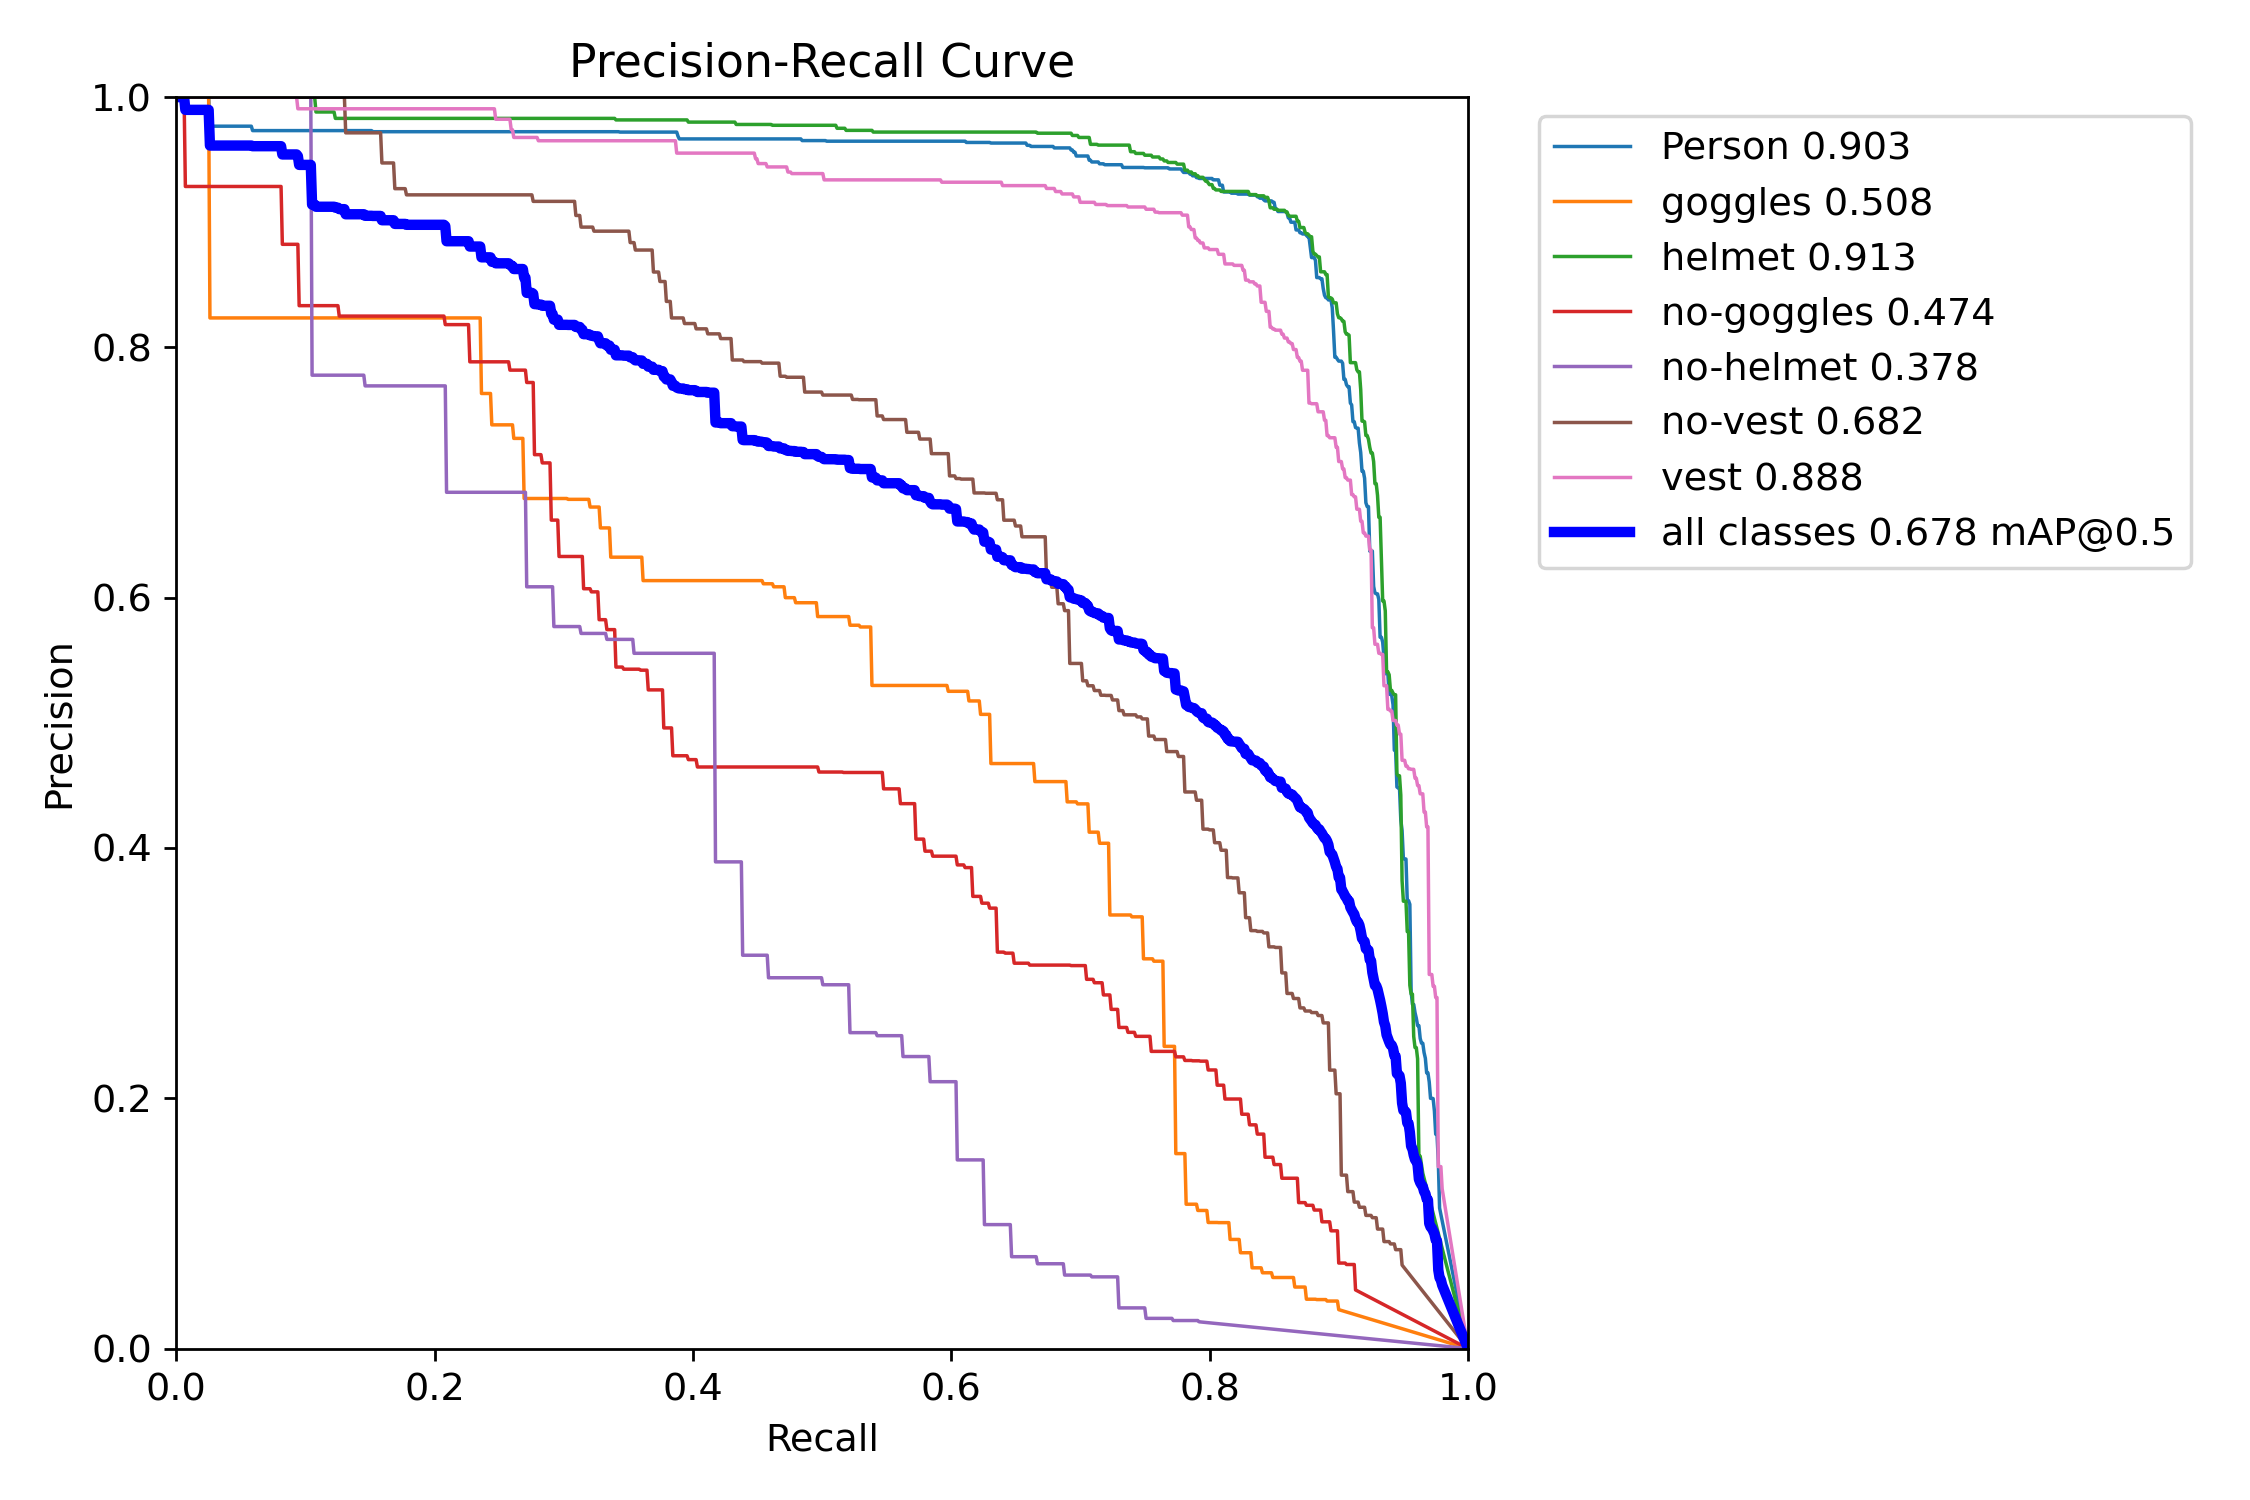 Precision-Recall Curve
1.0
0.8
0.6
0.4
0.2
0.0
Precision
0.0 0.2 0.4 0.6 0.8 1.0
Recall
Person 0.903
goggles 0.508
helmet 0.913
no-goggles 0.474
no-helmet 0.378
no-vest 0.682
vest 0.888
all classes 0.678 mAP@0.5